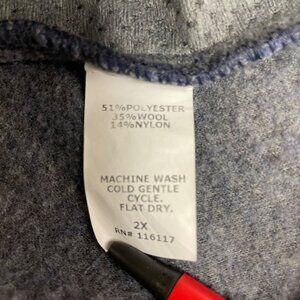 51%POLYESTER
35%WOOL
14%NYLON
MACHINE WASH
COLD GENTLE
CYCLE.
FLAT DRY.
2X
RN# 116117